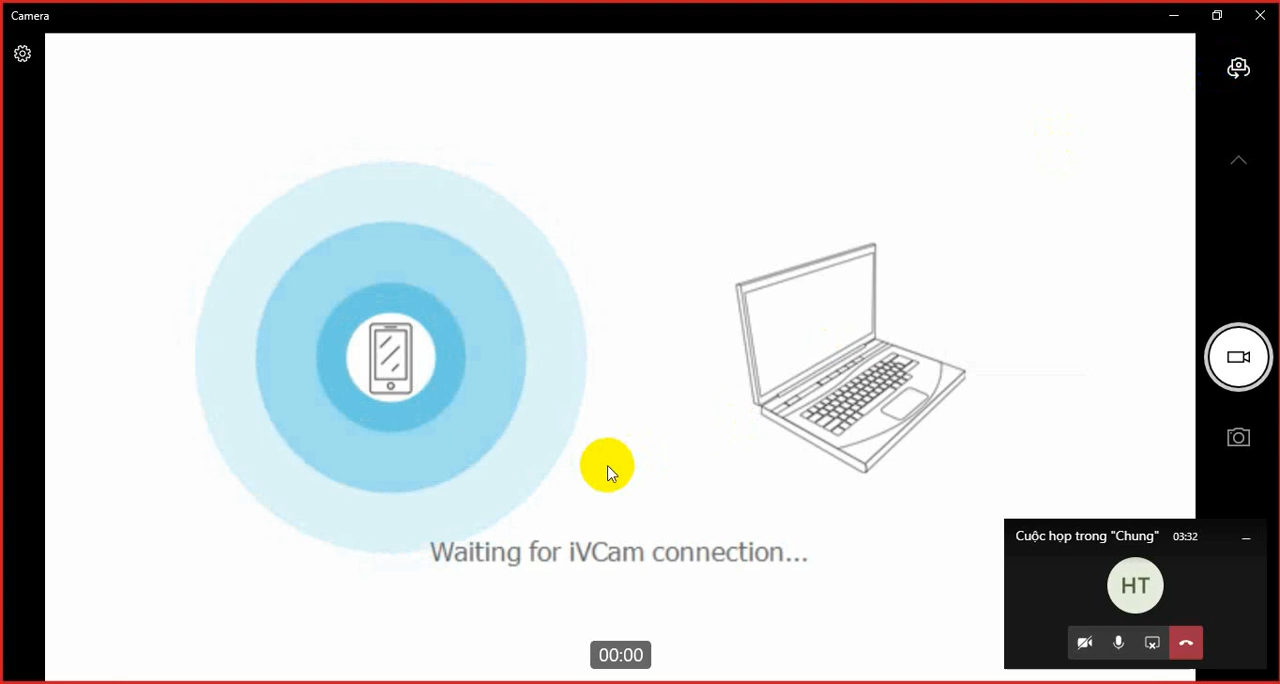 Camera
Waiting for iVCam connection...
00:00
Cuộc họp trong "Chung" 03:32
HT